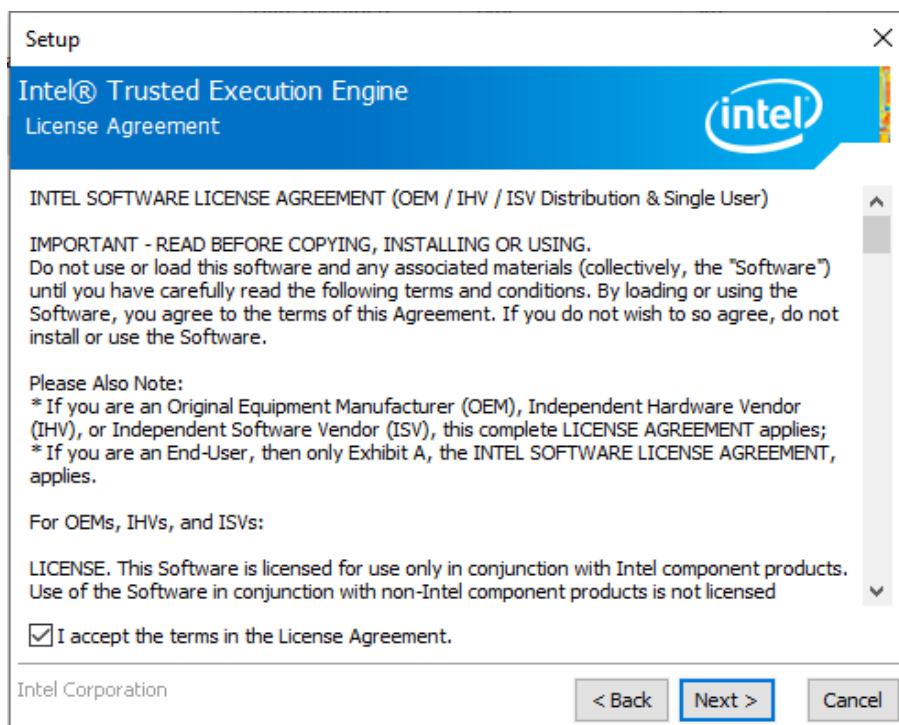 Setup
Intel® Trusted Execution Engine
License Agreement
intel
INTEL SOFTWARE LICENSE AGREEMENT (OEM / IHV / ISV Distribution & Single User)
IMPORTANT - READ BEFORE COPYING, INSTALLING OR USING.
Do not use or load this software and any associated materials (collectively, the "Software")
until you have carefully read the following terms and conditions. By loading or using the
Software, you agree to the terms of this Agreement. If you do not wish to so agree, do not
install or use the Software.
Please Also Note:
* If you are an Original Equipment Manufacturer (OEM), Independent Hardware Vendor
(IHV), or Independent Software Vendor (ISV), this complete LICENSE AGREEMENT applies;
* If you are an End-User, then only Exhibit A, the INTEL SOFTWARE LICENSE AGREEMENT,
applies.
For OEMs, IHVs, and ISVs:
LICENSE. This Software is licensed for use only in conjunction with Intel component products.
Use of the Software in conjunction with non-Intel component products is not licensed
I accept the terms in the License Agreement.
Intel Corporation
< Back
Next >
Cancel